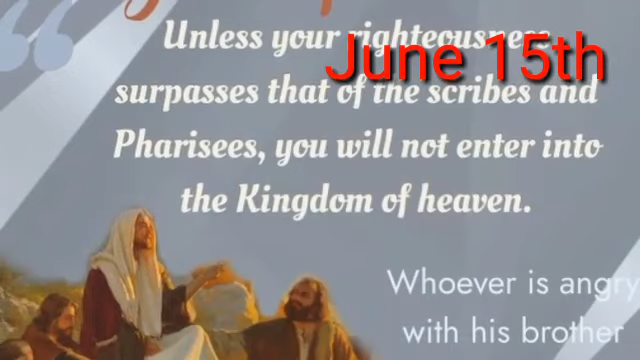 Unless your righteousness
June 15th
surpasses that of the scribes and
Pharisees, you will not enter into
the Kingdom of heaven.
Whoever is angry
with his brother